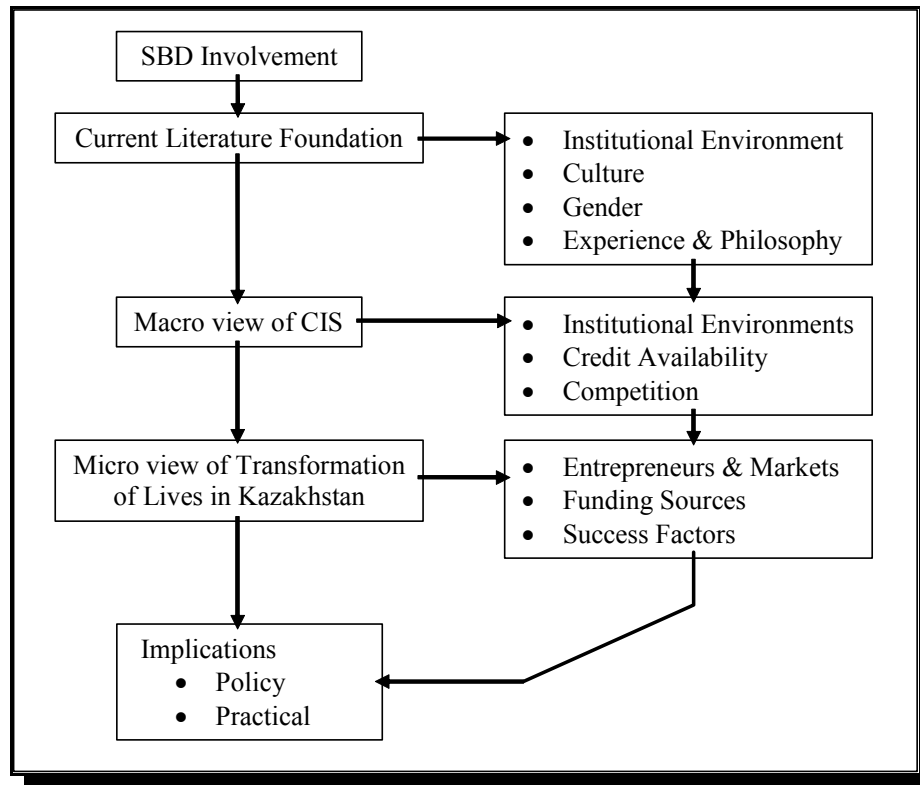 SBD Involvement
Current Literature Foundation
• Institutional Environment
• Culture
• Gender
• Experience & Philosophy
Macro view of CIS
• Institutional Environments
• Credit Availability
• Competition
Micro view of Transformation
of Lives in Kazakhstan
• Entrepreneurs & Markets
• Funding Sources
• Success Factors
Implications
• Policy
• Practical